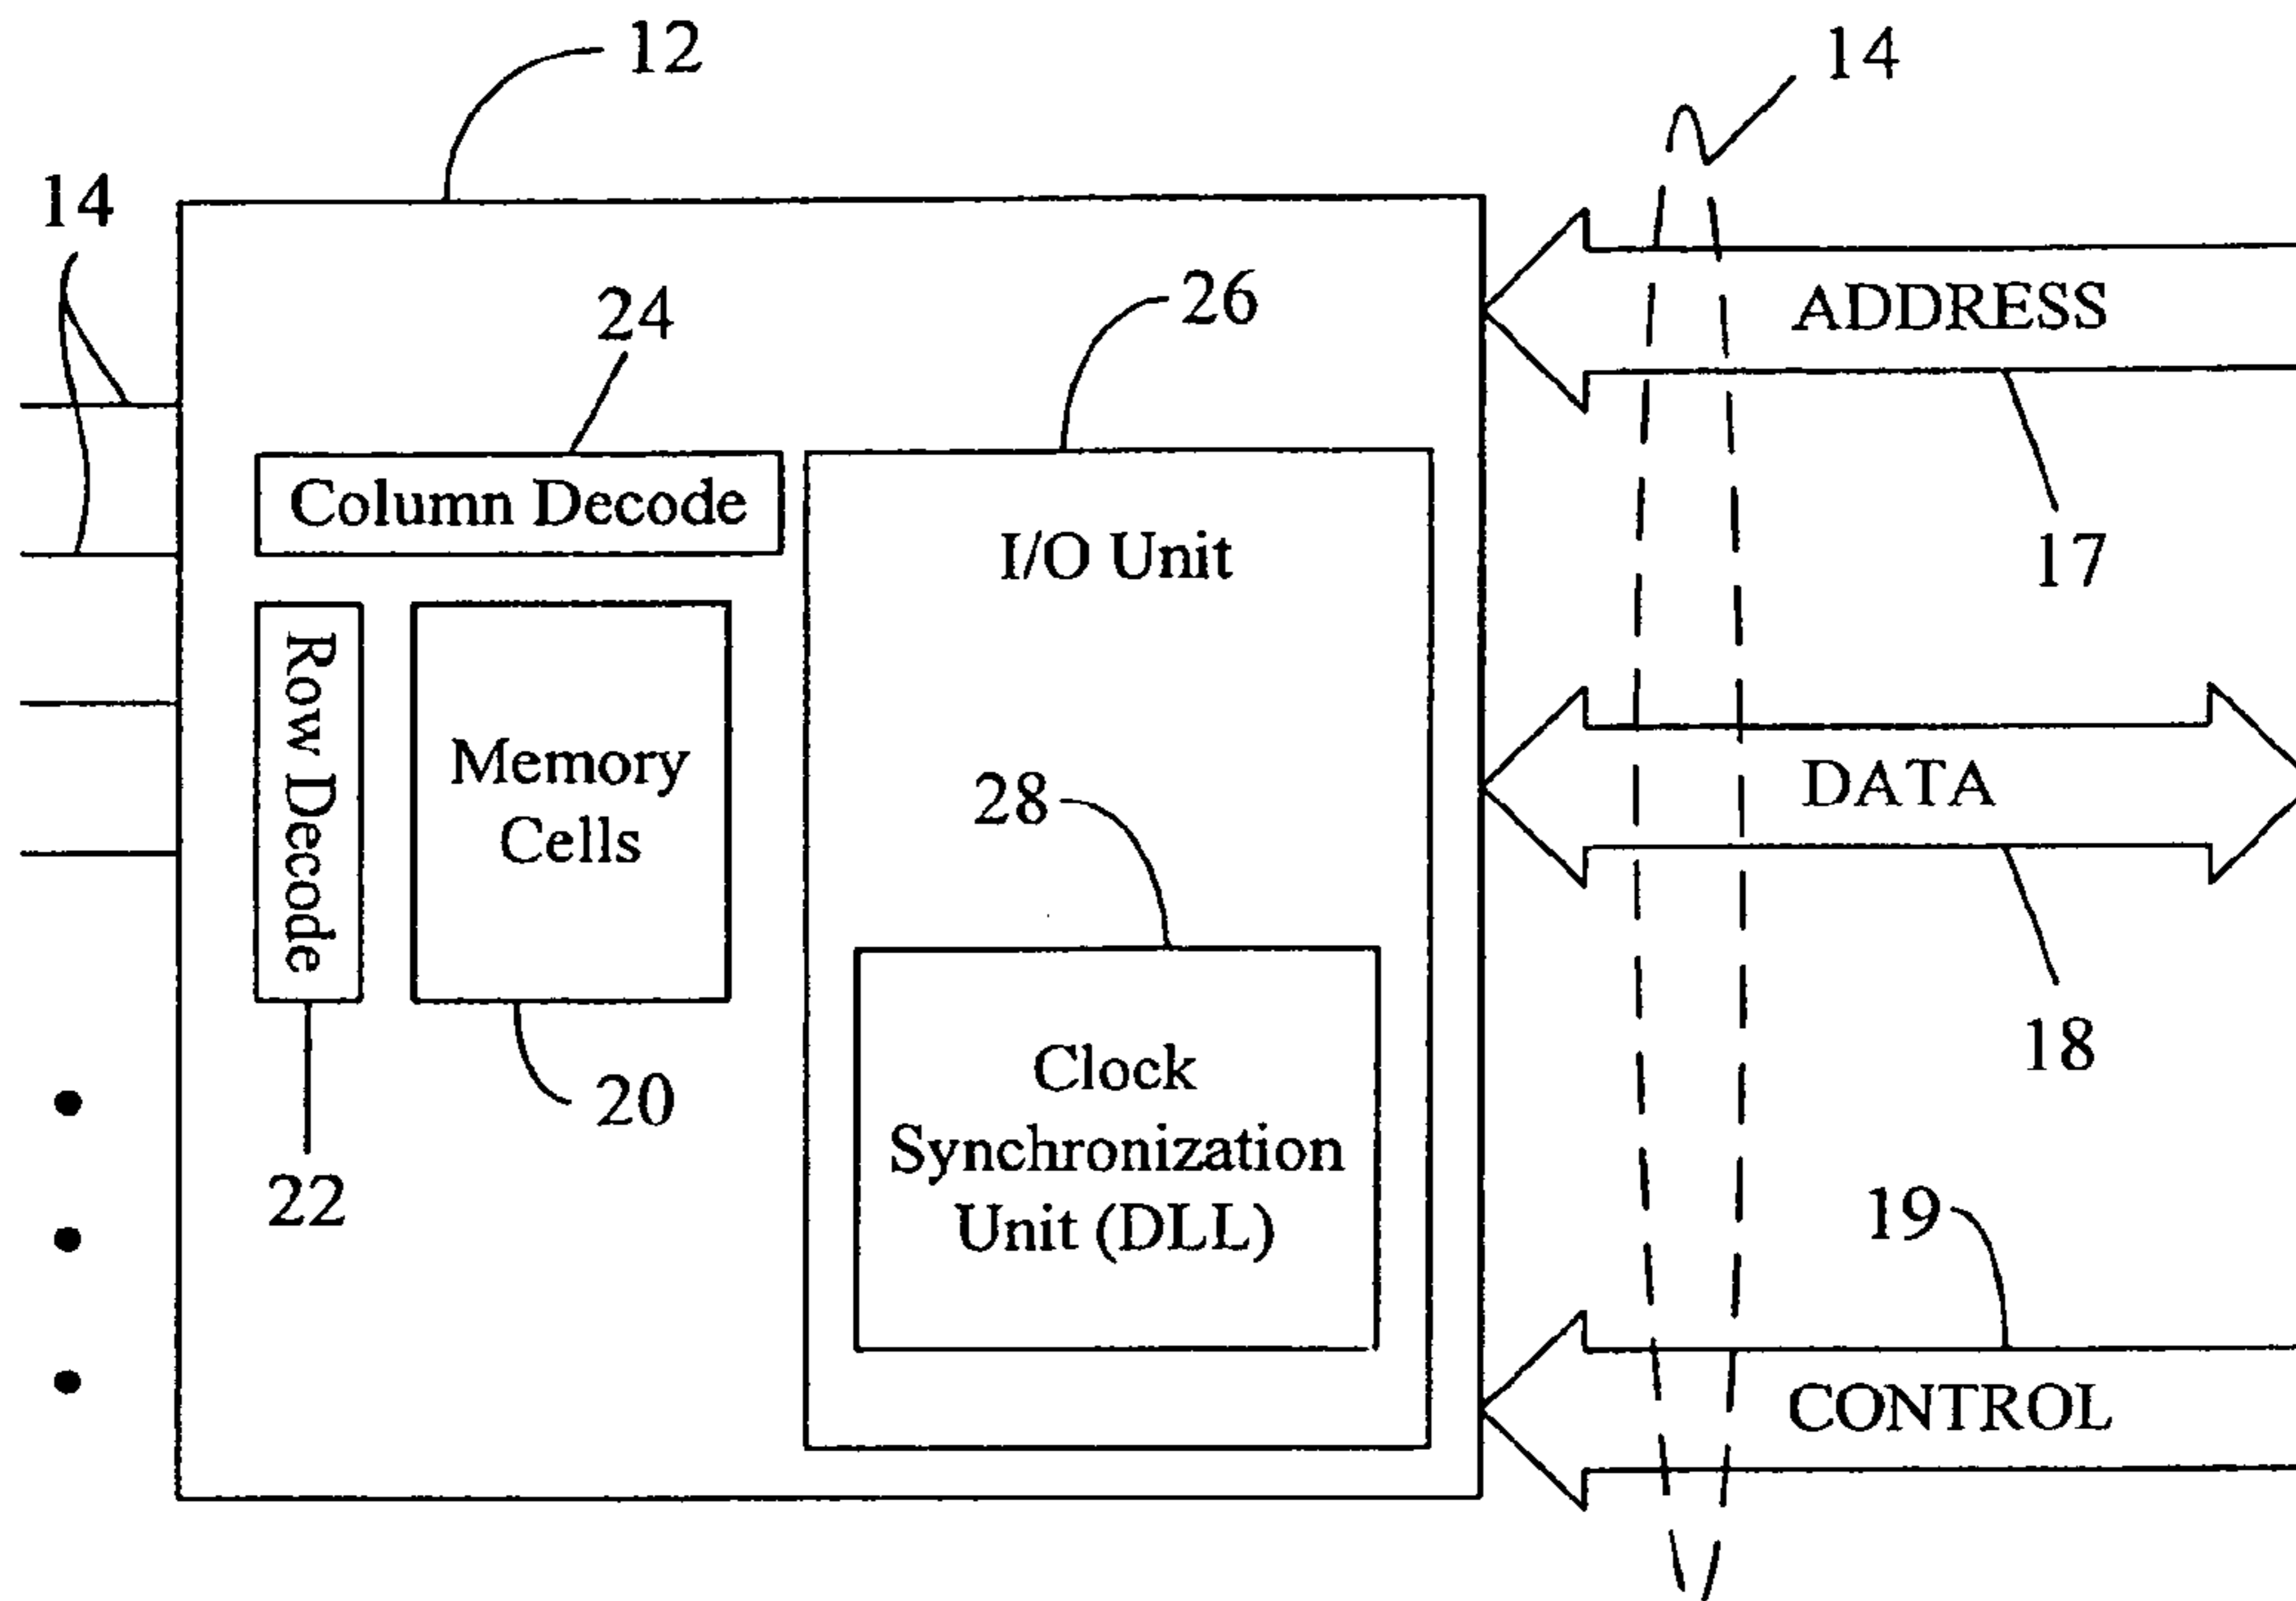 12
14
14
24
26
ADDRESS
Column Decode
I/O Unit
17
Row Decode
Memory
Cells
28
DATA
18
Clock
Synchronization
Unit (DLL)
20
22
19
CONTROL